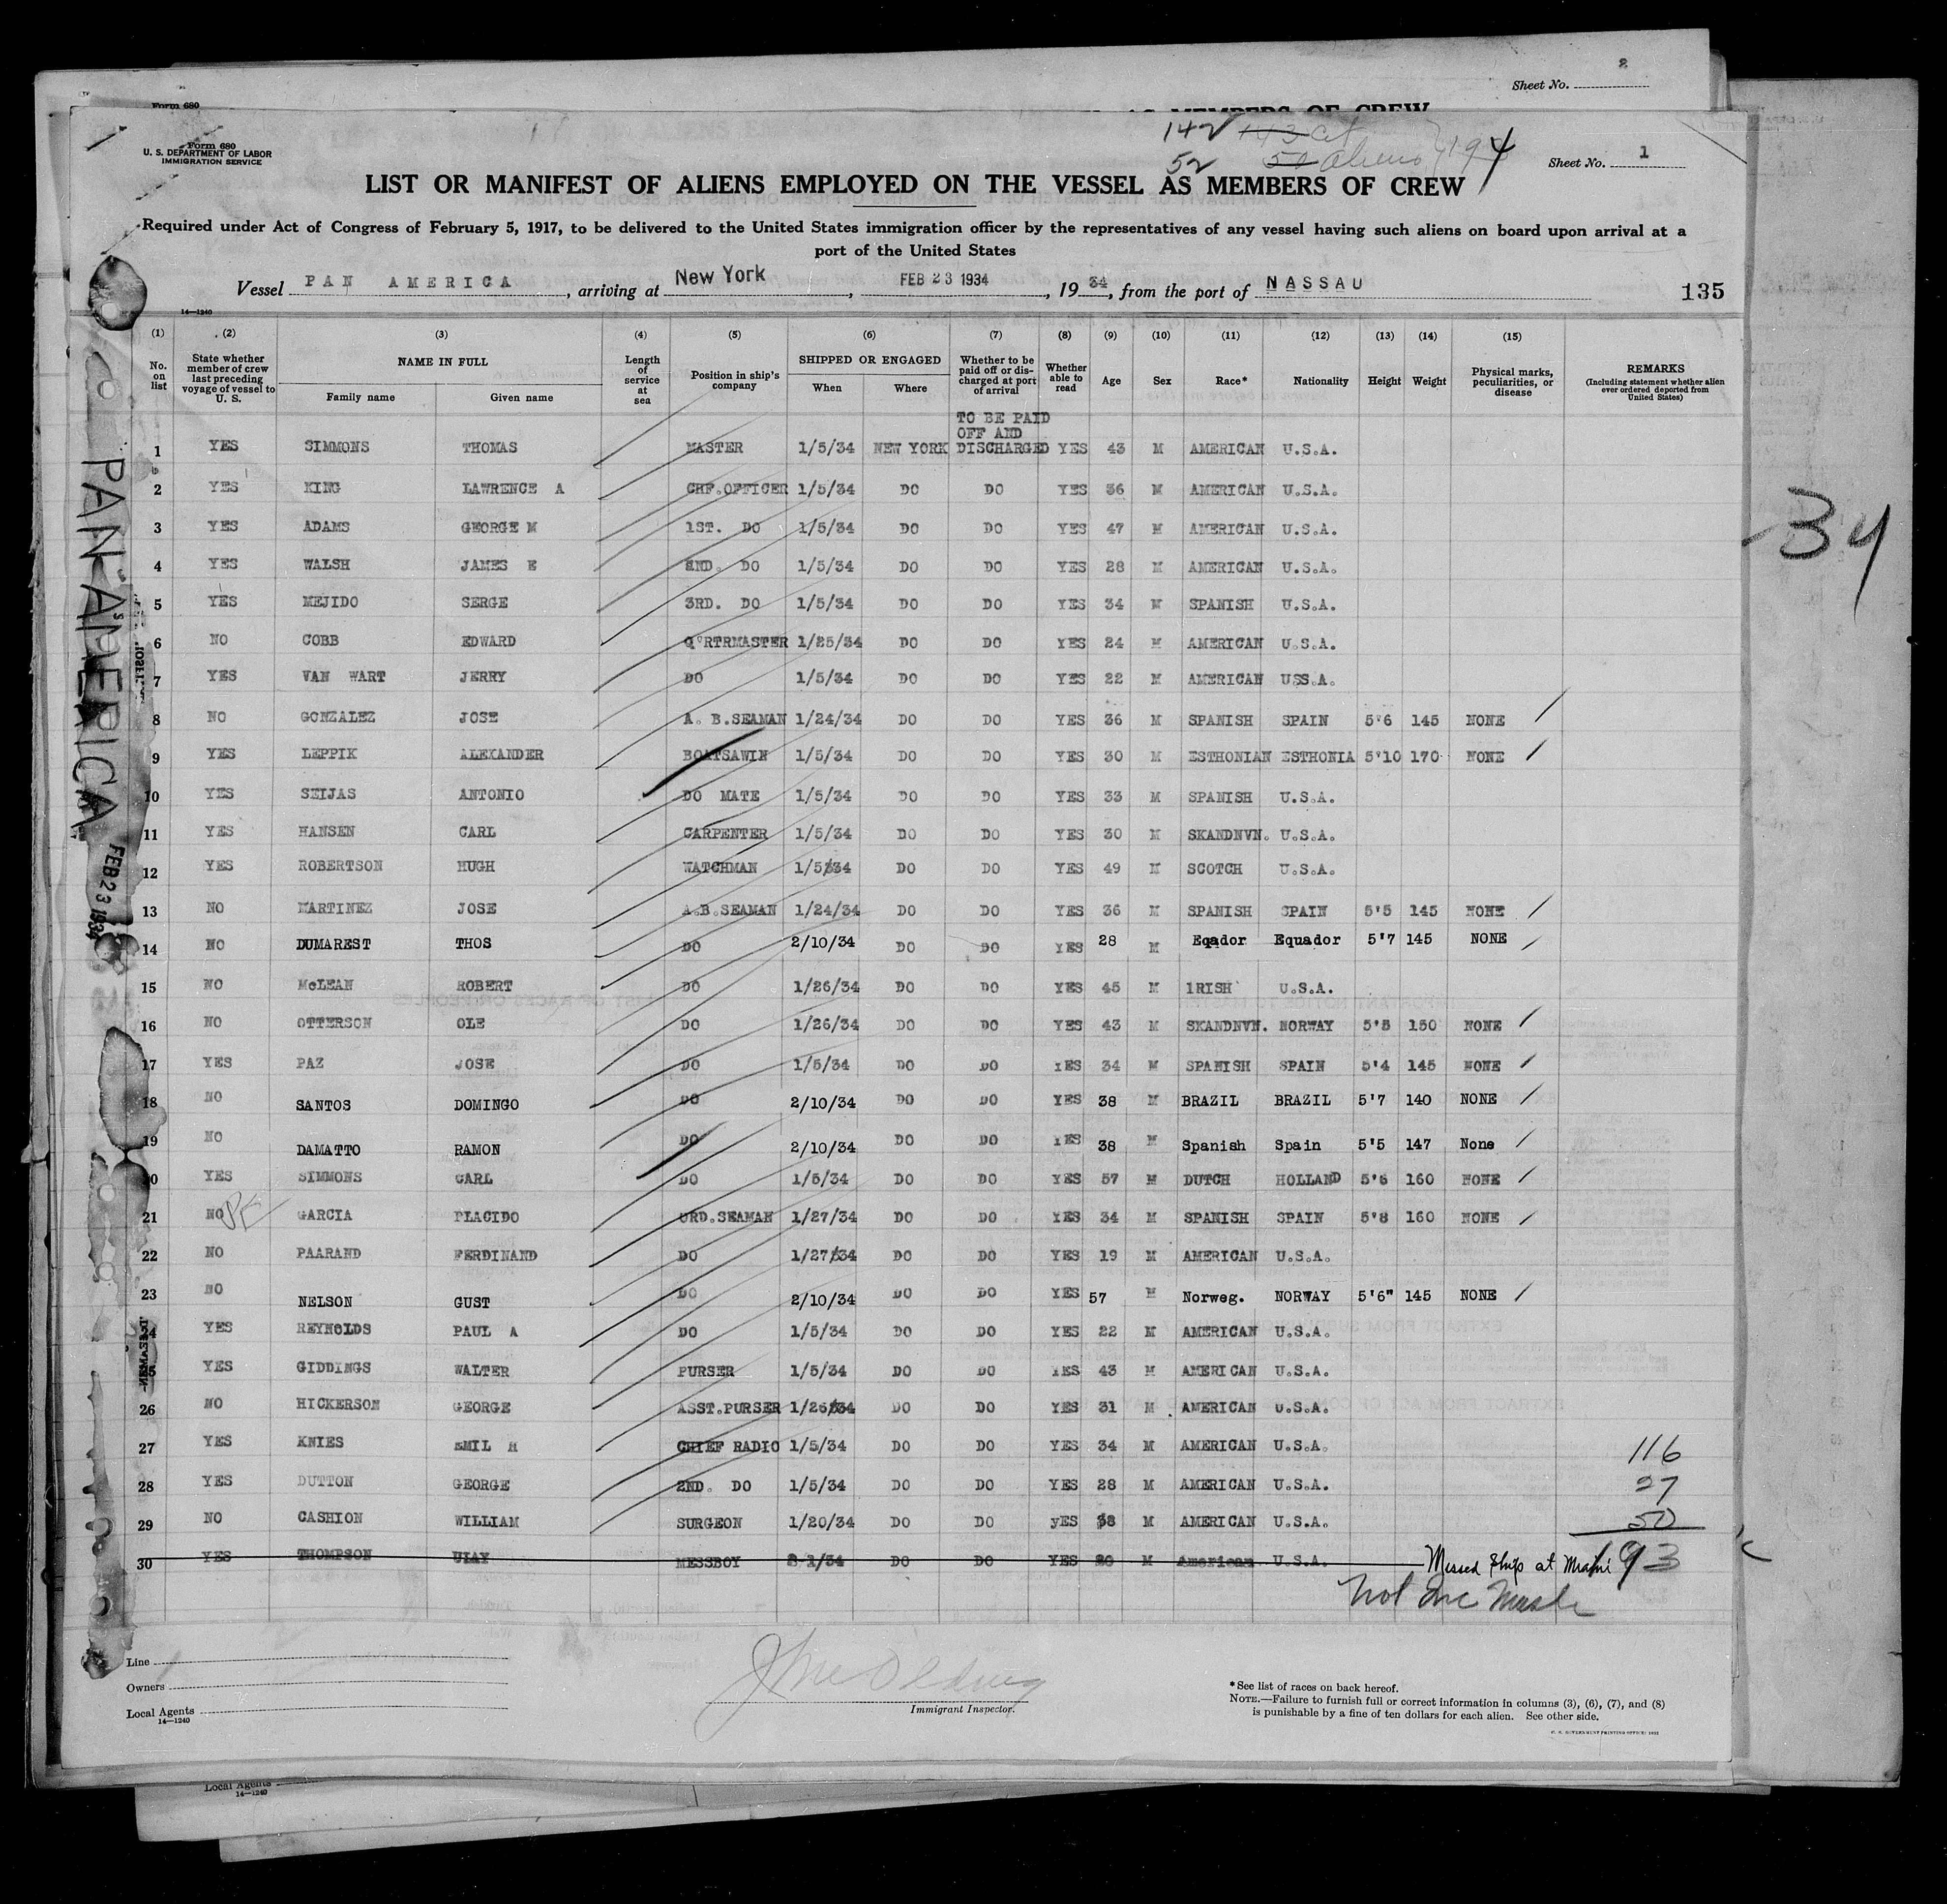 2
Sheet No.
Form 680
AS MEMBERS OF CREW
Form 680
U. S. DEPARTMENT OF LABOR
IMMIGRATION SERVICE
142 143 cit
52 Aliens 194
Sheet No. 1
LIST OR MANIFEST OF ALIENS EMPLOYED ON THE VESSEL AS MEMBERS OF CREW
Required under Act of Congress of February 5, 1917, to be delivered to the United States immigration officer by the representatives of any vessel having such aliens on board upon arrival at a
port of the United States
Vessel PAN AMERICA, arriving at New York, FEB 23 1934, 1934, from the port of NASSAU
135
14—1240
(1) (2) (3) (4) (5) (6) (7) (8) (9) (10) (11) (12) (13) (14) (15)
No. on list
State whether member of crew last preceding voyage of vessel to U. S.
NAME IN FULL
Family name
Given name
Length of service at sea
Position in ship's company
SHIPPED OR ENGAGED
When
Where
Whether to be paid off or discharged at port of arrival
Whether able to read
Age
Sex
Race*
Nationality
Height
Weight
Physical marks, peculiarities, or disease
REMARKS
(Including statement whether alien ever ordered deported from United States)
TO BE PAID
OFF AND
1 YES SIMMONS THOMAS MASTER 1/5/34 NEW YORK DISCHARGED YES 43 M AMERICAN U.S.A.
2 YES KING LAWRENCE A CHF.OFFICER 1/5/34 DO DO YES 36 M AMERICAN U.S.A.
3 YES ADAMS GEORGE M 1ST. DO 1/5/34 DO DO YES 47 M AMERICAN U.S.A.
4 YES WALSH JAMES E 2ND. DO 1/5/34 DO DO YES 28 M AMERICAN U.S.A.
5 YES MEJIDO SERGE 3RD. DO 1/5/34 DO DO YES 34 M SPANISH U.S.A.
6 NO COBB EDWARD Q'RTRMASTER 1/25/34 DO DO YES 24 M AMERICAN U.S.A.
7 YES VAN WART JERRY DO 1/5/34 DO DO YES 22 M AMERICAN USS.A.
8 NO GONZALEZ JOSE A. B.SEAMAN 1/24/34 DO DO YES 36 M SPANISH SPAIN 5'6 145 NONE
9 YES LEPPIK ALEXANDER BOATSAWIN 1/5/34 DO DO YES 30 M ESTHONIAN ESTHONIA 5'10 170 NONE
10 YES SEIJAS ANTONIO DO MATE 1/5/34 DO DO YES 33 M SPANISH U.S.A.
11 YES HANSEN CARL CARPENTER 1/5/34 DO DO YES 30 M SKANDNVN. U.S.A.
12 YES ROBERTSON HUGH WATCHMAN 1/5/34 DO DO YES 49 M SCOTCH U.S.A.
13 NO MARTINEZ JOSE A.B.SEAMAN 1/24/34 DO DO YES 36 M SPANISH SPAIN 5'5 145 NONE
14 NO DUMAREST THOS DO 2/10/34 DO DO YES 28 M Eqador Equador 5'7 145 NONE
15 NO McLEAN ROBERT DO 1/26/34 DO DO YES 45 M 1RISH U.S.A.
16 NO OTTERSON OLE DO 1/26/34 DO DO YES 43 M SKANDNVN. NORWAY 5'8 150 NONE
17 YES PAZ JOSE DO 1/5/34 DO DO YES 34 M SPANISH SPAIN 5'4 145 NONE
18 NO SANTOS DOMINGO DO 2/10/34 DO DO YES 38 M BRAZIL BRAZIL 5'7 140 NONE
19 NO DAMATTO RAMON DO 2/10/34 DO DO YES 38 M Spanish Spain 5'5 147 None
20 YES SIMMONS CARL DO 1/5/34 DO DO YES 57 M DUTCH HOLLAND 5'6 160 NONE
21 NO GARCIA PLACIDO ORD.SEAMAN 1/27/34 DO DO YES 34 M SPANISH SPAIN 5'8 160 NONE
22 NO PAARAND FERDINAND DO 1/27/34 DO DO YES 19 M AMERICAN U.S.A.
23 NO NELSON GUST DO 2/10/34 DO DO YES 57 M Norweg. NORWAY 5'6" 145 NONE
24 YES REYNOLDS PAUL A DO 1/5/34 DO DO YES 22 M AMERICAN U.S.A.
25 YES GIDDINGS WALTER PURSER 1/5/34 DO DO YES 43 M AMERICAN U.S.A.
26 NO HICKERSON GEORGE ASST.PURSER 1/26/34 DO DO YES 31 M AMERICAN U.S.A.
27 YES KNIES EMIL H CHIEF RADIO 1/5/34 DO DO YES 34 M AMERICAN U.S.A. 116
28 YES DUTTON GEORGE 2ND. DO 1/5/34 DO DO YES 28 M AMERICAN U.S.A. 27
29 NO CASHION WILLIAM SURGEON 1/20/34 DO DO yES 38 M AMERICAN U.S.A. 50
30 YES THOMPSON MESSBOY DO DO YES 20 M American U.S.A. Missed Ship at Miami 193
PAN AMERICA
FEB 23 1934
34
Line
Owners
Local Agents
14—1240
Immigrant Inspector.
*See list of races on back hereof.
NOTE.—Failure to furnish full or correct information in columns (3), (6), (7), and (8)
is punishable by a fine of ten dollars for each alien. See other side.
U. S. GOVERNMENT PRINTING OFFICE: 1931
Local Agents
14—1240